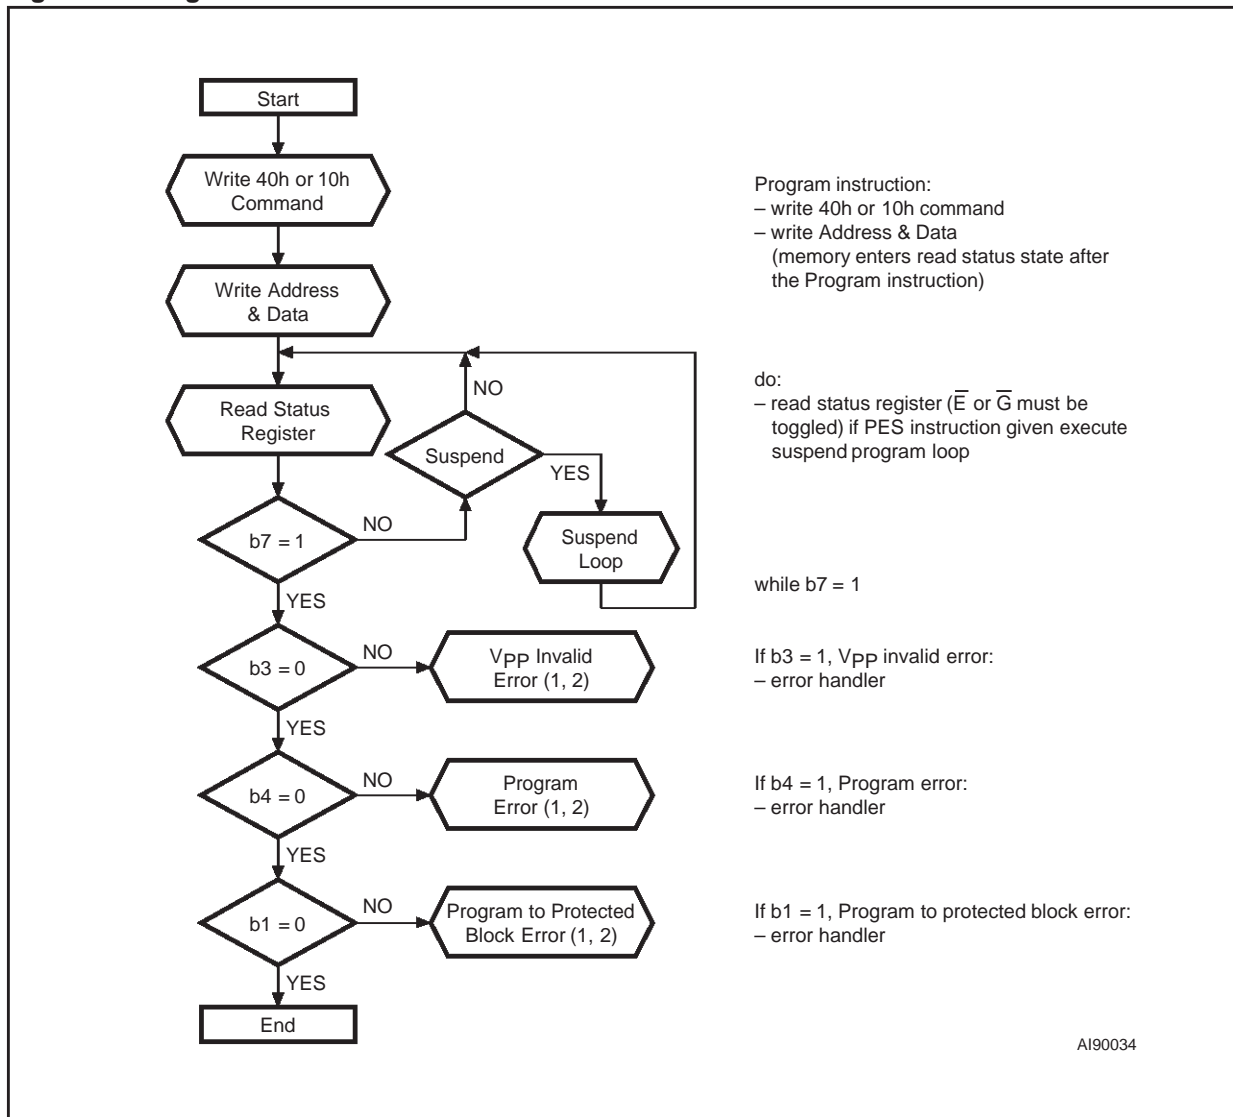 Start
Write 40h or 10h
Command
Write Address
& Data
Read Status
Register
NO
Suspend
YES
b7 = 1
NO
Suspend
Loop
YES
b3 = 0
NO
VPP Invalid
Error (1, 2)
YES
b4 = 0
NO
Program
Error (1, 2)
YES
b1 = 0
NO
Program to Protected
Block Error (1, 2)
YES
End
Program instruction:
– write 40h or 10h command
– write Address & Data
(memory enters read status state after
the Program instruction)
do:
– read status register (E̅ or G̅ must be
toggled) if PES instruction given execute
suspend program loop
while b7 = 1
If b3 = 1, VPP invalid error:
– error handler
If b4 = 1, Program error:
– error handler
If b1 = 1, Program to protected block error:
– error handler
AI90034